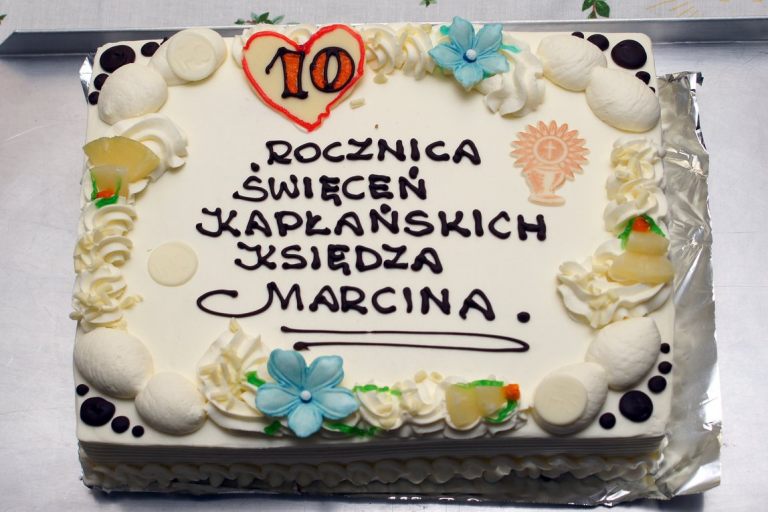 10
ROCZNICA
ŚWIĘCEŃ
KAPŁAŃSKICH
KSIĘDZA
MARCINA.